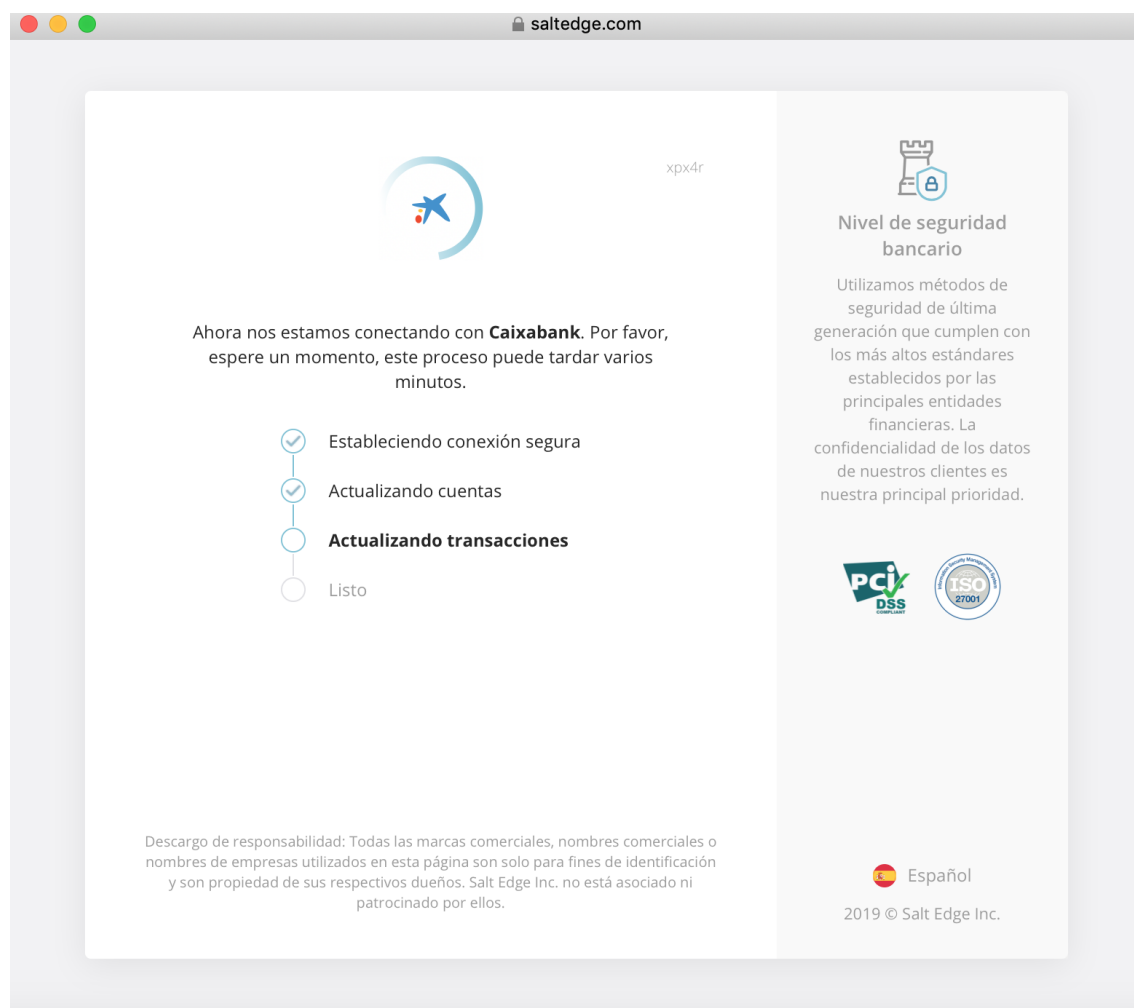 saltedge.com
xpx4r
Ahora nos estamos conectando con Caixabank. Por favor,
espere un momento, este proceso puede tardar varios
minutos.
Estableciendo conexión segura
Actualizando cuentas
Actualizando transacciones
Listo
Descargo de responsabilidad: Todas las marcas comerciales, nombres comerciales o
nombres de empresas utilizados en esta página son solo para fines de identificación
y son propiedad de sus respectivos dueños. Salt Edge Inc. no está asociado ni
patrocinado por ellos.
Nivel de seguridad
bancario
Utilizamos métodos de
seguridad de última
generación que cumplen con
los más altos estándares
establecidos por las
principales entidades
financieras. La
confidencialidad de los datos
de nuestros clientes es
nuestra principal prioridad.
PCI
DSS
COMPLIANT
Information Security Management System
ISO
27001
Español
2019 © Salt Edge Inc.